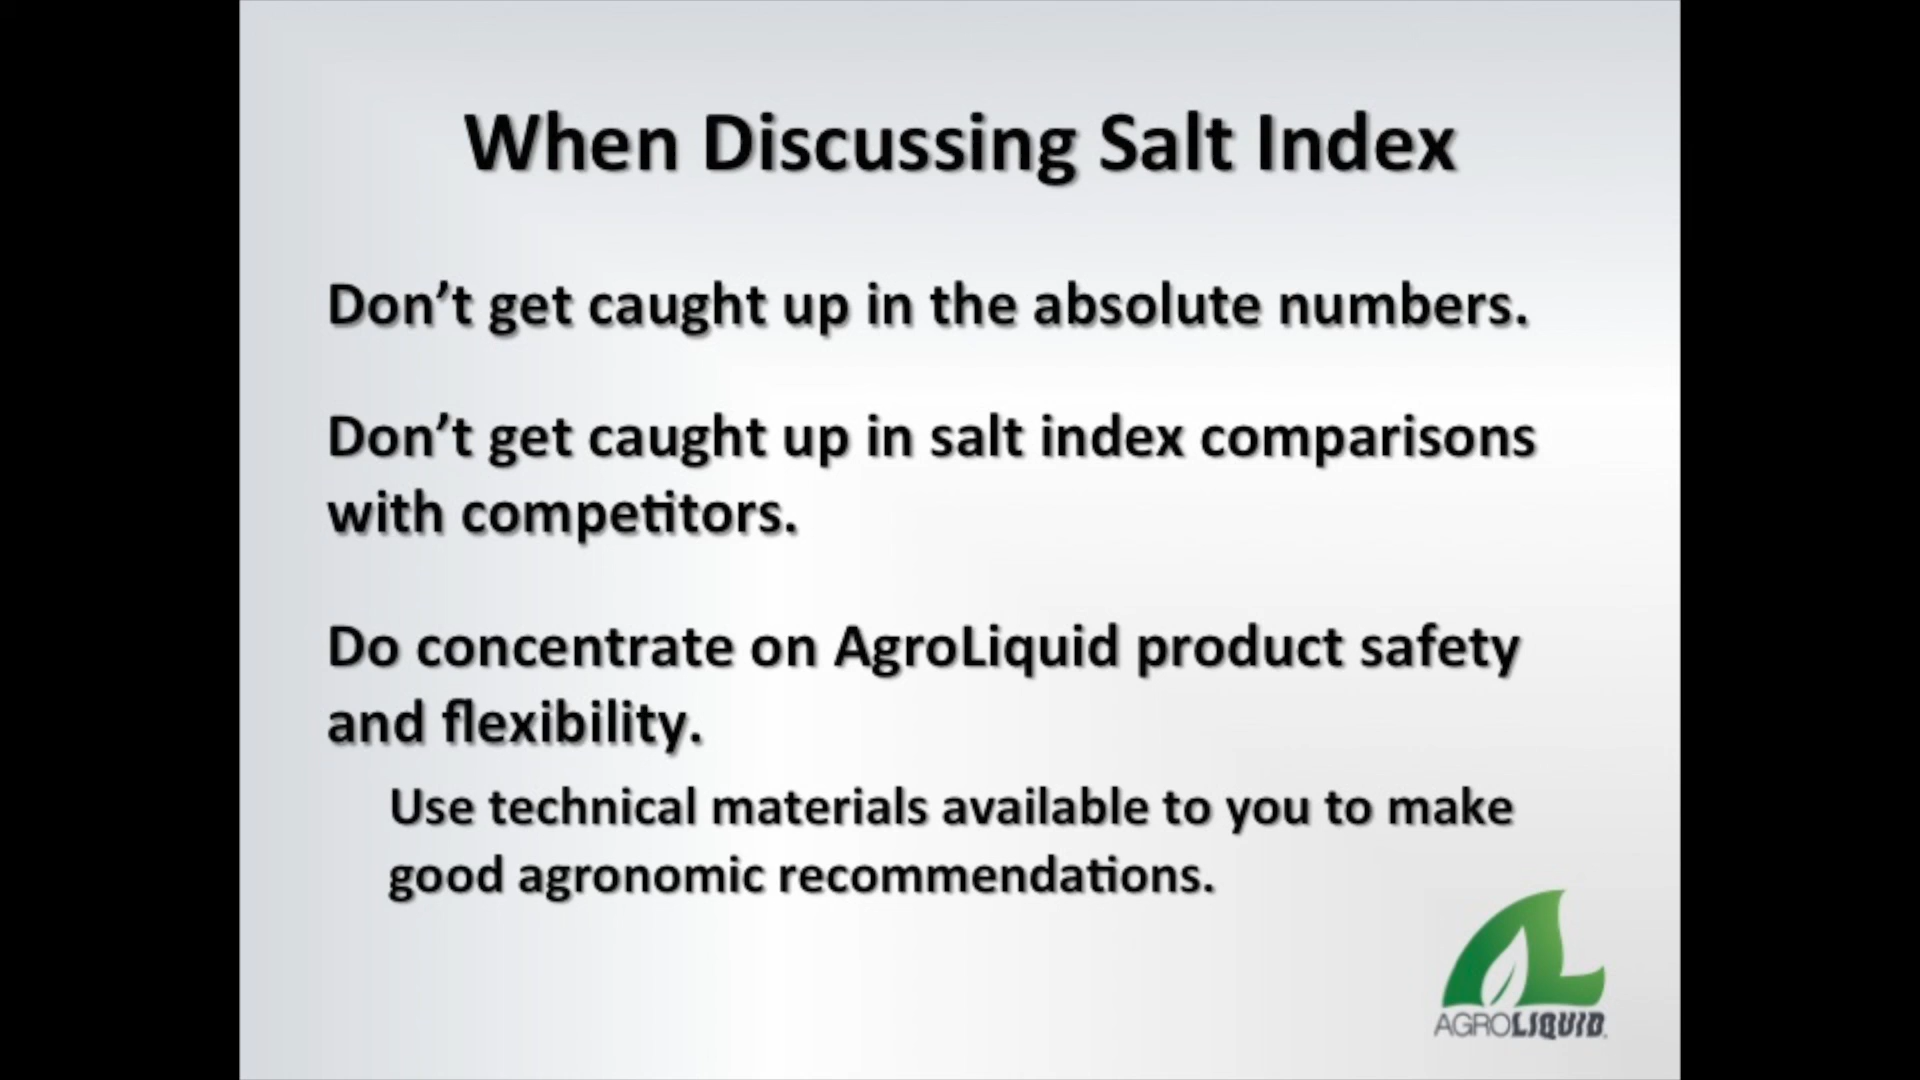 When Discussing Salt Index
Don’t get caught up in the absolute numbers.
Don’t get caught up in salt index comparisons
with competitors.
Do concentrate on AgroLiquid product safety
and flexibility.
Use technical materials available to you to make
good agronomic recommendations.
AGROLIQUID